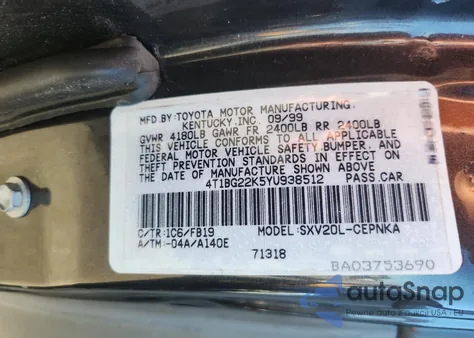 MFD.BY:TOYOTA MOTOR MANUFACTURING.
KENTUCKY.INC. 09/99
GVWR 4180LB GAWR FR 2400LB RR 2400LB
THIS VEHICLE CONFORMS TO ALL APPLICABLE
FEDERAL MOTOR VEHICLE SAFETY,BUMPER, AND
THEFT PREVENTION STANDARDS IN EFFECT ON
THE DATE OF MANUFACTURE SHOWN ABOVE.
4T1BG22K5YU938512 PASS.CAR
C/TR:1C6/FB19 MODEL:SXV20L-CEPNKA
A/TM:-04A/A140E
71318
BA03753690
autoSnap